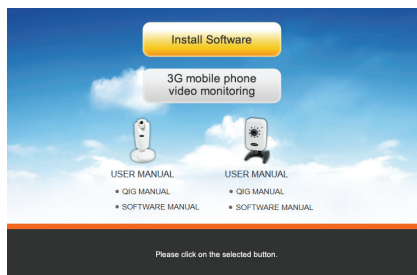 Install Software
3G mobile phone
video monitoring
USER MANUAL
• QIG MANUAL
• SOFTWARE MANUAL
USER MANUAL
• QIG MANUAL
• SOFTWARE MANUAL
Please click on the selected button.